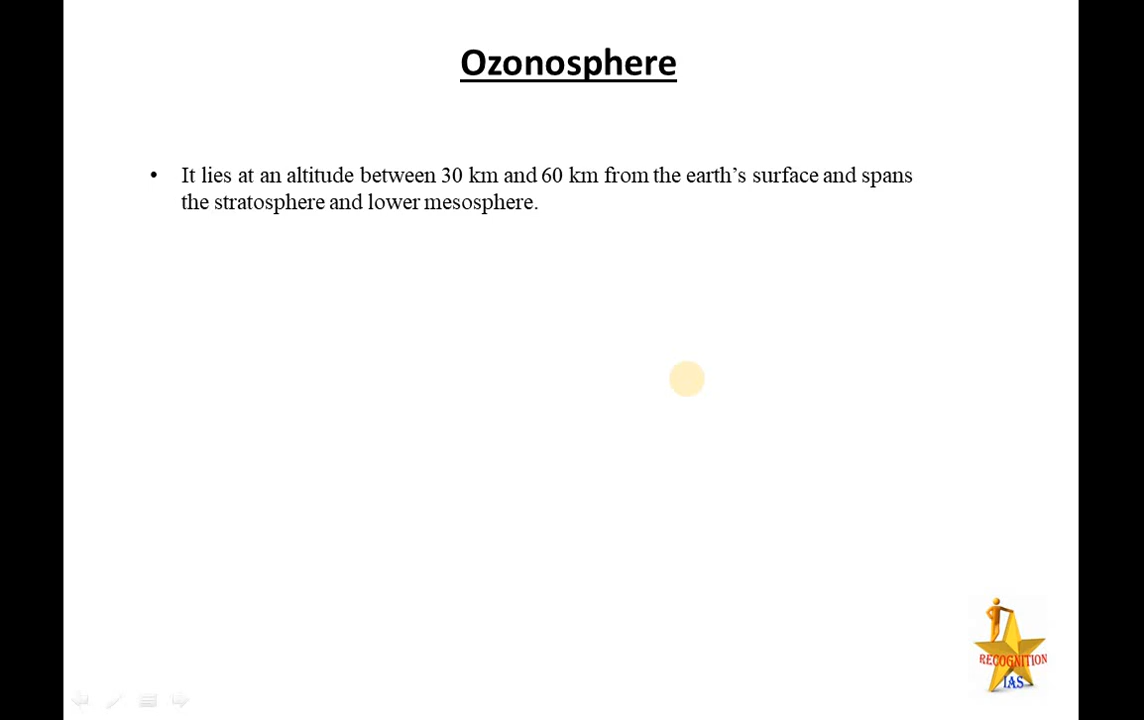 Ozonosphere
• It lies at an altitude between 30 km and 60 km from the earth’s surface and spans
the stratosphere and lower mesosphere.
RECOGNITION
IAS